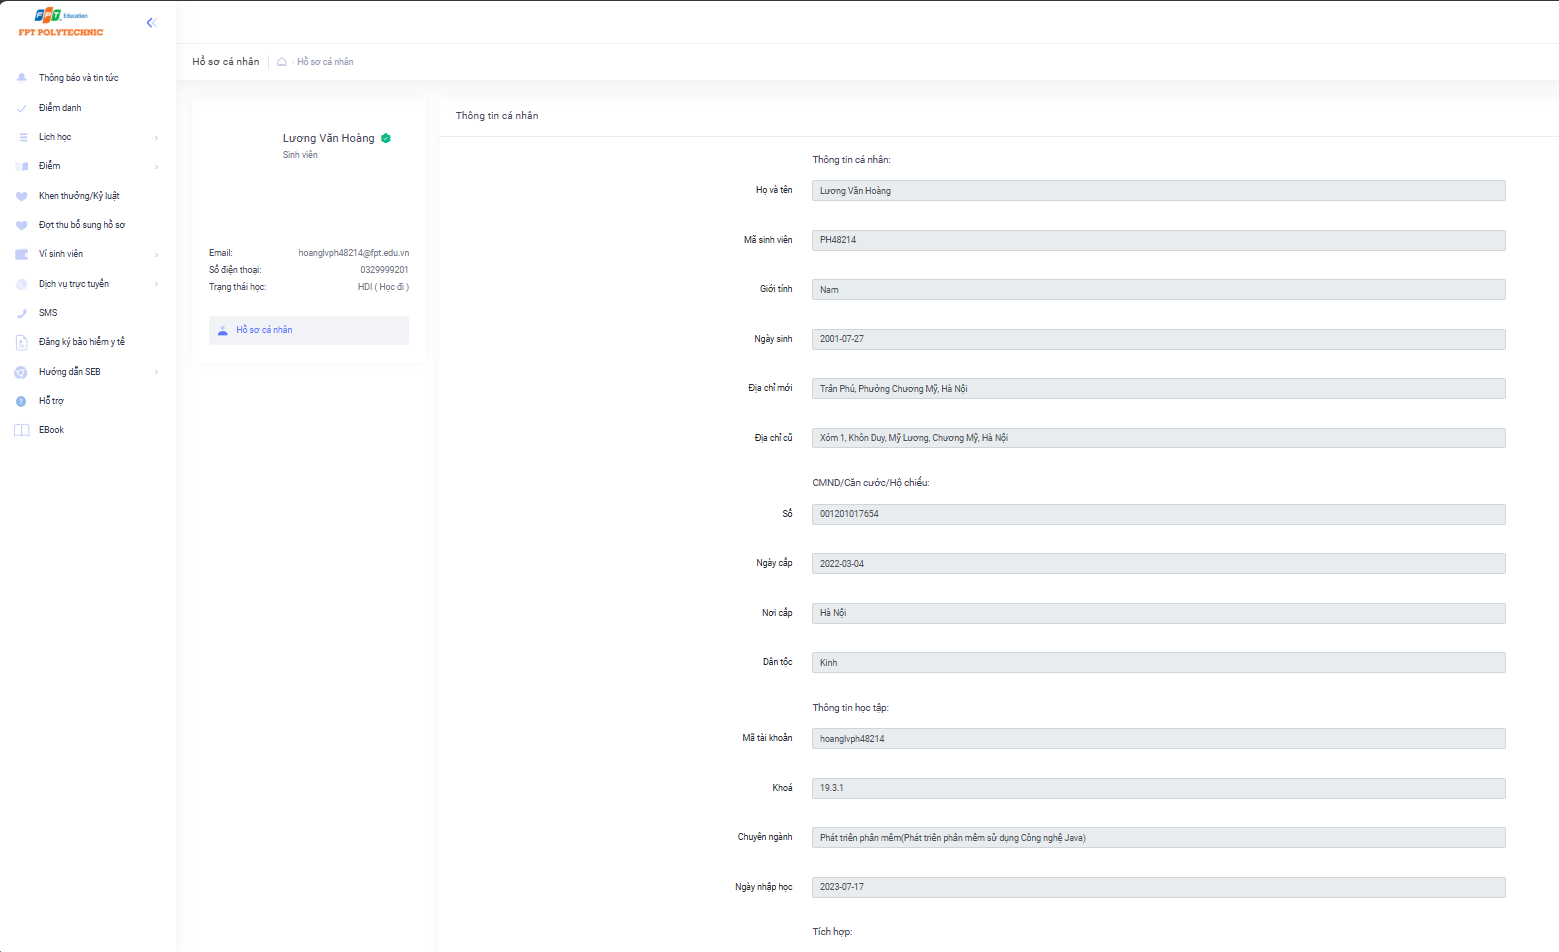 FPT Education
FPT POLYTECHNIC
Thông báo và tin tức
Điểm danh
Lịch học
Điểm
Khen thưởng/Kỷ luật
Đợt thu bổ sung hồ sơ
Ví sinh viên
Dịch vụ trực tuyến
SMS
Đăng ký bảo hiểm y tế
Hướng dẫn SEB
Hỗ trợ
EBook
Hồ sơ cá nhân
Hồ sơ cá nhân
Lương Văn Hoàng
Sinh viên
Email: hoanglvph48214@fpt.edu.vn
Số điện thoại: 0329999201
Trạng thái học: HDI ( Học đi )
Hồ sơ cá nhân
Thông tin cá nhân
Thông tin cá nhân:
Họ và tên Lương Văn Hoàng
Mã sinh viên PH48214
Giới tính Nam
Ngày sinh 2001-07-27
Địa chỉ mới Trần Phú, Phường Chương Mỹ, Hà Nội
Địa chỉ cũ Xóm 1, Khôn Duy, Mỹ Lương, Chương Mỹ, Hà Nội
CMND/Căn cước/Hộ chiếu:
Số 001201017654
Ngày cấp 2022-03-04
Nơi cấp Hà Nội
Dân tộc Kinh
Thông tin học tập:
Mã tài khoản hoanglvph48214
Khoá 19.3.1
Chuyên ngành Phát triển phần mềm(Phát triển phần mềm sử dụng Công nghệ Java)
Ngày nhập học 2023-07-17
Tích hợp: